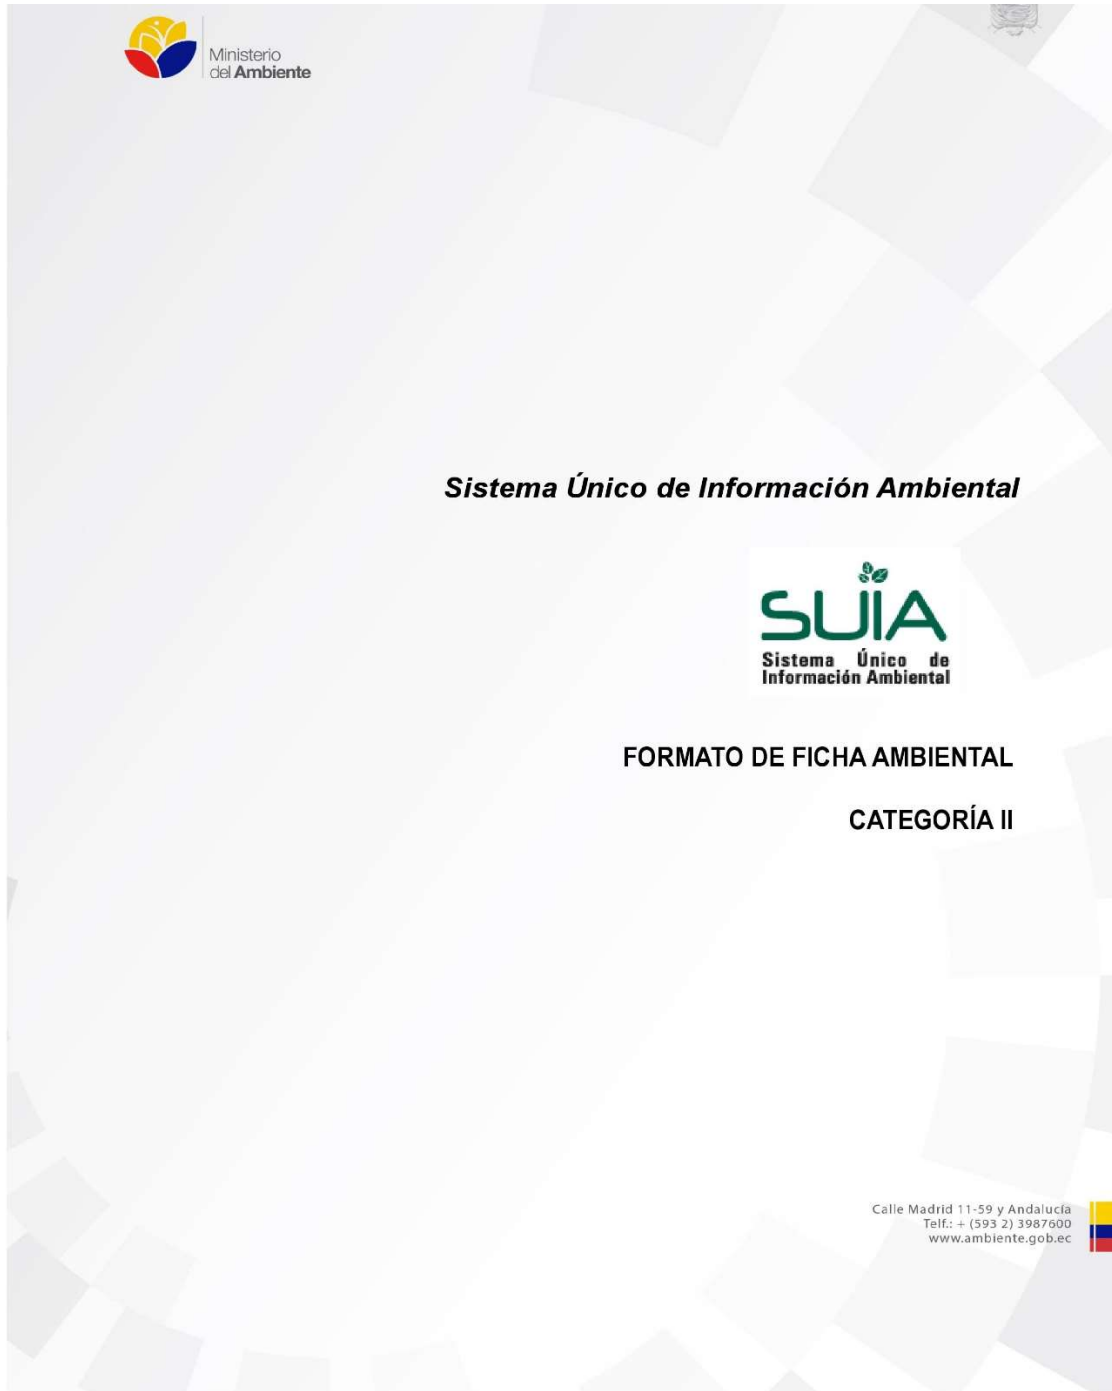 Ministerio
del Ambiente
Sistema Único de Información Ambiental
SUIA
Sistema Único de
Información Ambiental
FORMATO DE FICHA AMBIENTAL
CATEGORÍA II
Calle Madrid 11-59 y Andalucía
Telf.: + (593 2) 3987600
www.ambiente.gob.ec